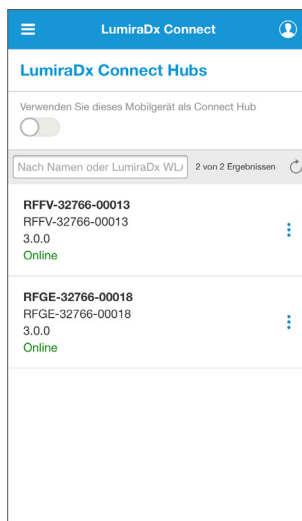 LumiraDx Connect
LumiraDx Connect Hubs
Verwenden Sie dieses Mobilgerät als Connect Hub
Nach Namen oder LumiraDx WL
2 von 2 Ergebnissen
RFFV-32766-00013
RFFV-32766-00013
3.0.0
Online
RFGE-32766-00018
RFGE-32766-00018
3.0.0
Online